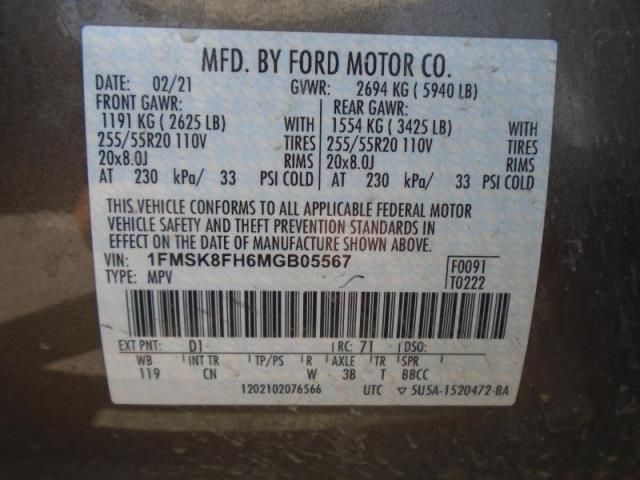 MFD. BY FORD MOTOR CO.
DATE: 02/21 GVWR: 2694 KG ( 5940 LB)
FRONT GAWR: REAR GAWR:
1191 KG ( 2625 LB) WITH 1554 KG ( 3425 LB) WITH
255/55R20 110V TIRES 255/55R20 110V TIRES
20x8.0J RIMS 20x8.0J RIMS
AT 230 kPa/ 33 PSI COLD AT 230 kPa/ 33 PSI COLD
THIS VEHICLE CONFORMS TO ALL APPLICABLE FEDERAL MOTOR
VEHICLE SAFETY AND THEFT PREVENTION STANDARDS IN
EFFECT ON THE DATE OF MANUFACTURE SHOWN ABOVE.
VIN: 1FMSK8FH6MGB05567 F0091
TYPE: MPV T0222
EXT PNT: D1 RC: 71 DSO:
WB INT TR TP/PS R AXLE TR SPR
119 CN W 3B T BBCC
1202102076566 UTC ▽ 5U5A-1520472-BA